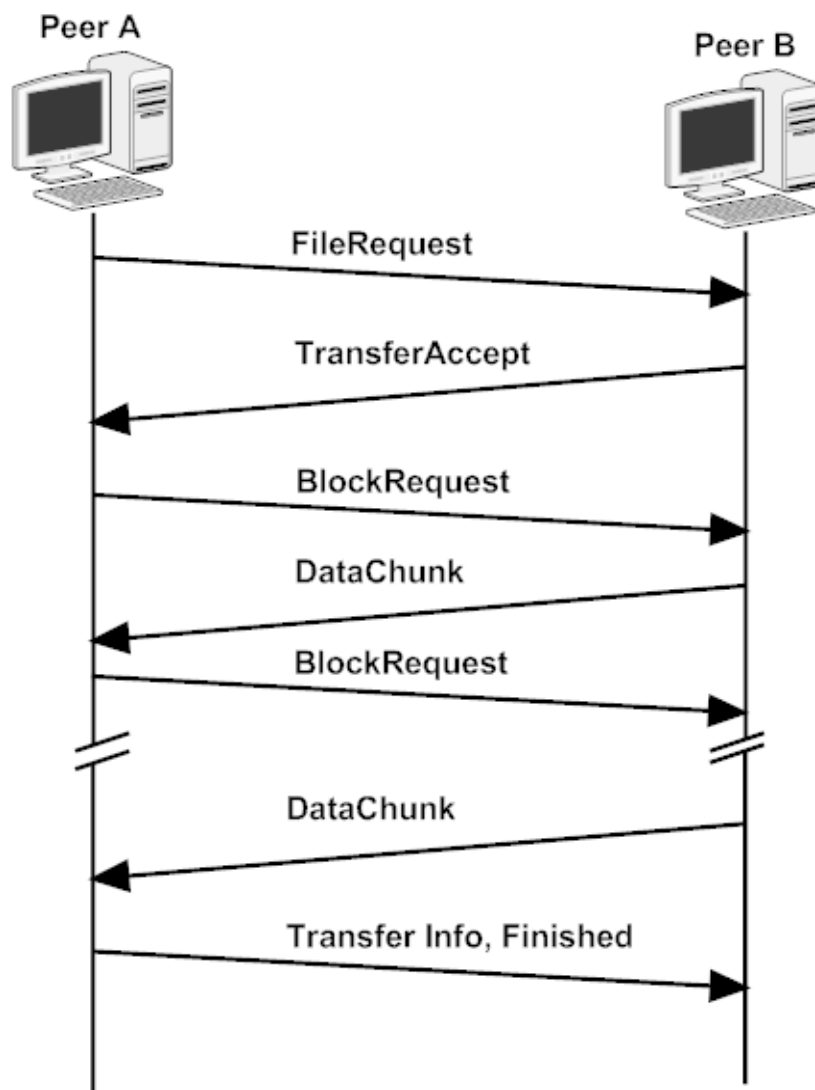 Peer A
Peer B
FileRequest
TransferAccept
BlockRequest
DataChunk
BlockRequest
DataChunk
Transfer Info, Finished